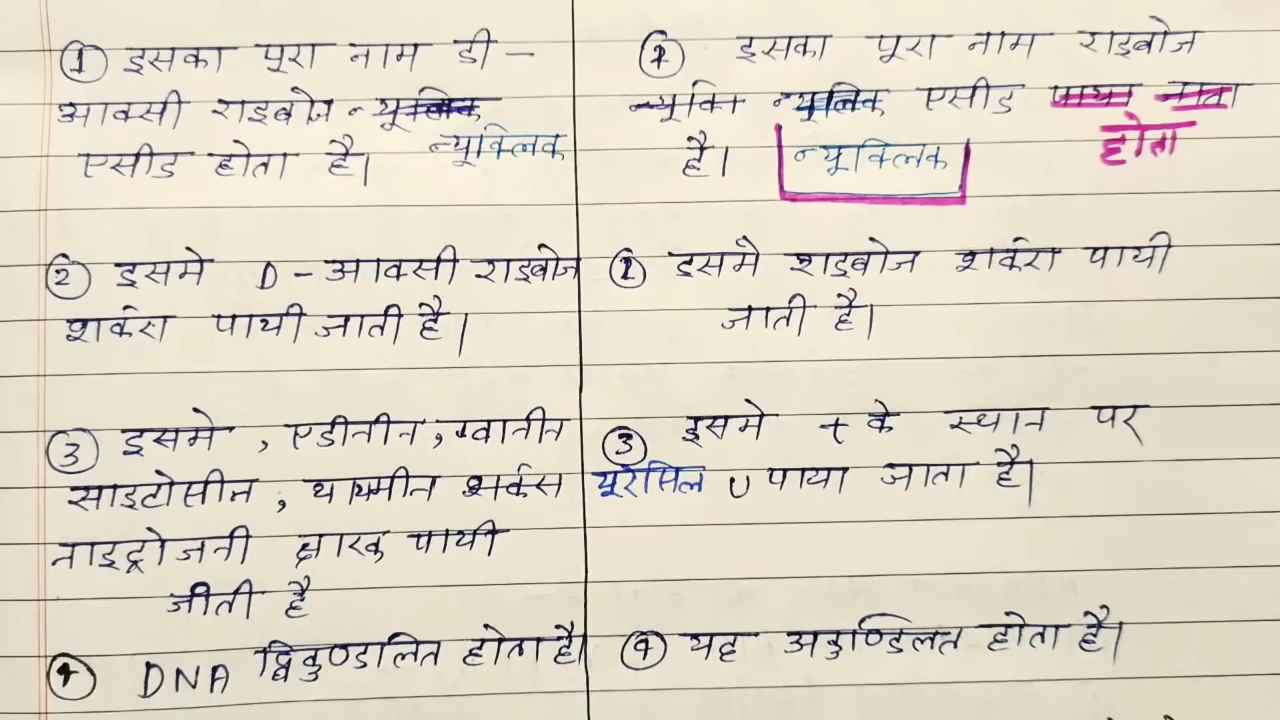 ① इसका पूरा नाम डी -
आक्सी राइबोज
न्यूक्लिक
एसीड होता है।
② इसमे D - आक्सी राइबोज
शर्करा पायी जाती है।
③ इसमे , एडीनीन, ग्वानीन
साइटोसीन , थायमीन शर्करा
नाइट्रोजनी क्षारक पायी
जीती है
④ DNA द्विकुण्डलित होता है।
① इसका पूरा नाम राइबोज
न्यूक्लिक एसीड
होता
है। न्यूक्लिक
② इसमे राइबोज शर्करा पायी
जाती है।
③ इसमे t के स्थान पर
यूरेसिल U पाया जाता है।
④ यह अकुण्डिलत होता है।